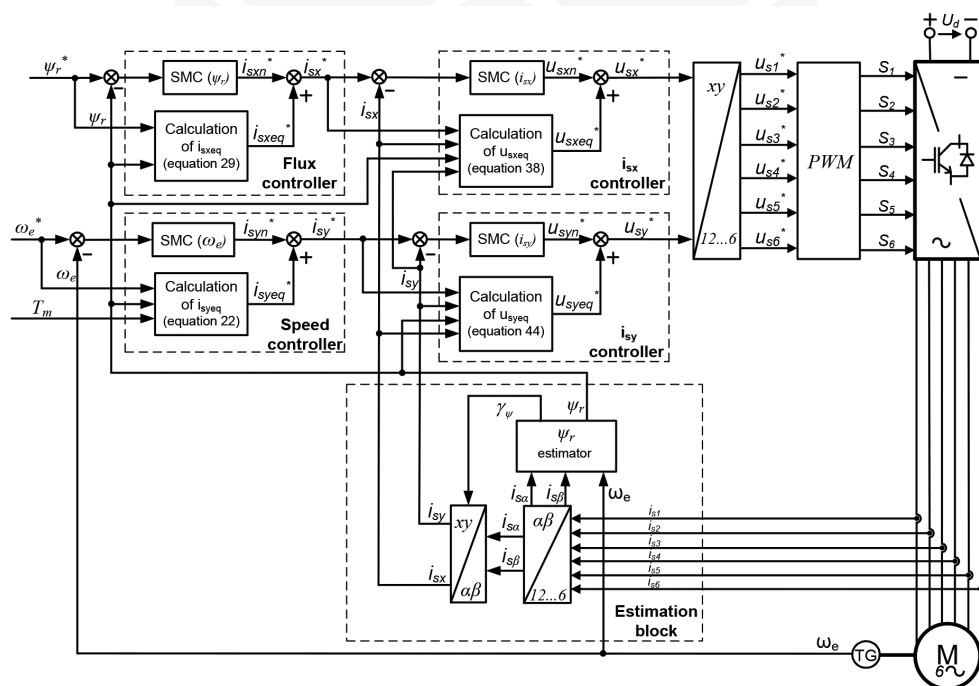 + U_d −
ψ_r^*
−
ψ_r
SMC (ψ_r)
i_sxn^*
+
i_sx^*
Calculation
of i_sxeq
(equation 29)
i_sxeq^*
Flux
controller
−
i_sx
SMC (i_sx)
u_sxn^*
+
u_sx^*
Calculation
of u_sxeq
(equation 38)
u_sxeq^*
i_sx
controller
ω_e^*
−
ω_e
T_m
SMC (ω_e)
i_syn^*
+
i_sy^*
Calculation
of i_syeq
(equation 22)
i_syeq^*
Speed
controller
−
i_sy
SMC (i_sy)
u_syn^*
+
u_sy^*
Calculation
of u_syeq
(equation 44)
u_syeq^*
i_sy
controller
xy
12...6
u_s1^*
u_s2^*
u_s3^*
u_s4^*
u_s5^*
u_s6^*
PWM
S_1
S_2
S_3
S_4
S_5
S_6
−
~
γ_ψ
ψ_r
ψ_r
estimator
i_sα
i_sβ
ω_e
i_sy
i_sx
xy
αβ
i_sα
i_sβ
αβ
12...6
i_s1
i_s2
i_s3
i_s4
i_s5
i_s6
Estimation
block
ω_e
TG
M
6~